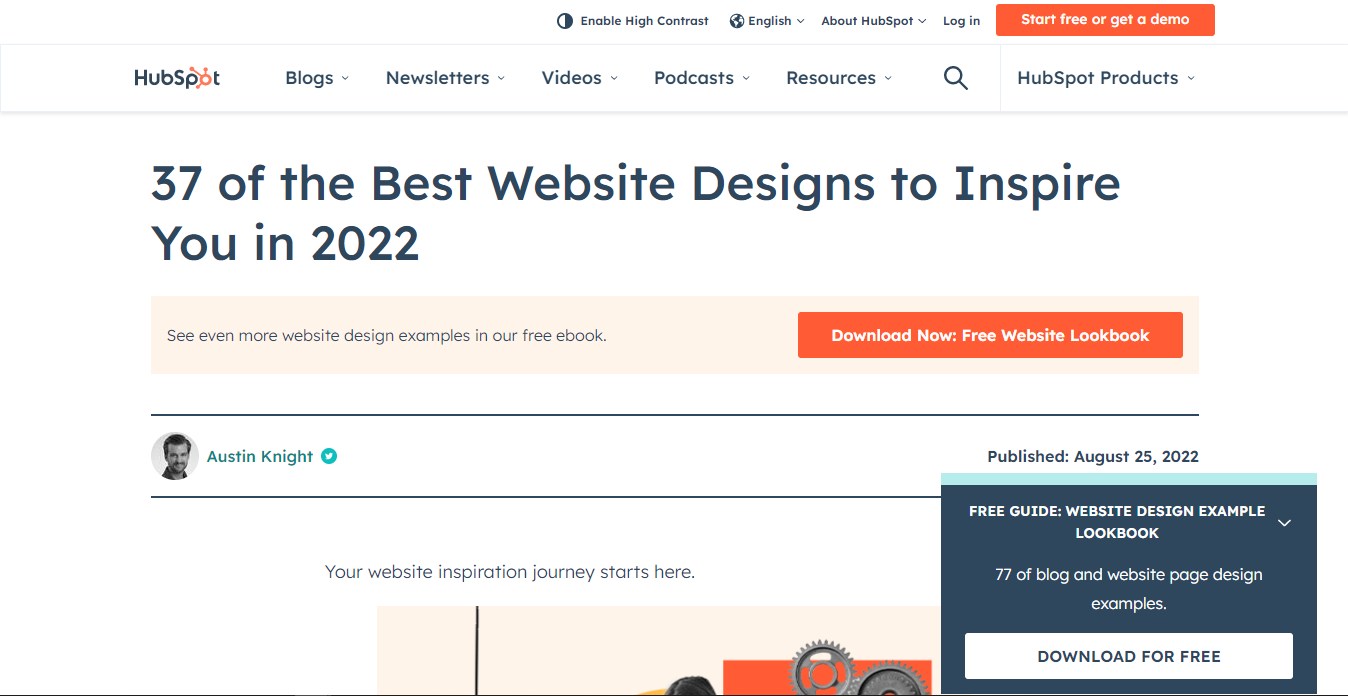 Enable High Contrast English About HubSpot Log in Start free or get a demo
HubSpot Blogs Newsletters Videos Podcasts Resources HubSpot Products
37 of the Best Website Designs to Inspire
You in 2022
See even more website design examples in our free ebook. Download Now: Free Website Lookbook
Austin Knight Published: August 25, 2022
Your website inspiration journey starts here.
FREE GUIDE: WEBSITE DESIGN EXAMPLE
LOOKBOOK
77 of blog and website page design
examples.
DOWNLOAD FOR FREE